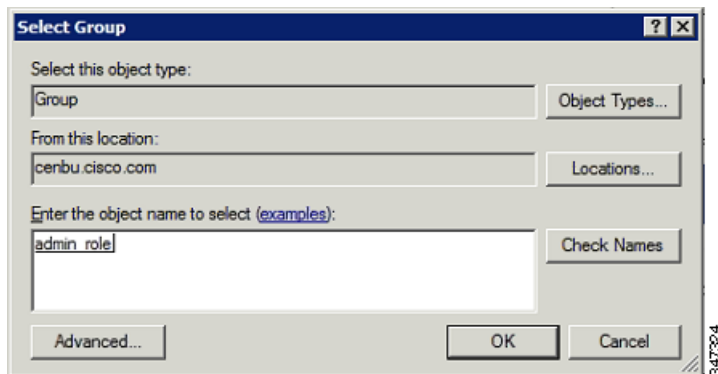 Select Group
Select this object type:
Group
Object Types...
From this location:
cenbu.cisco.com
Locations...
Enter the object name to select (examples):
admin_role
Check Names
Advanced...
OK
Cancel
347324